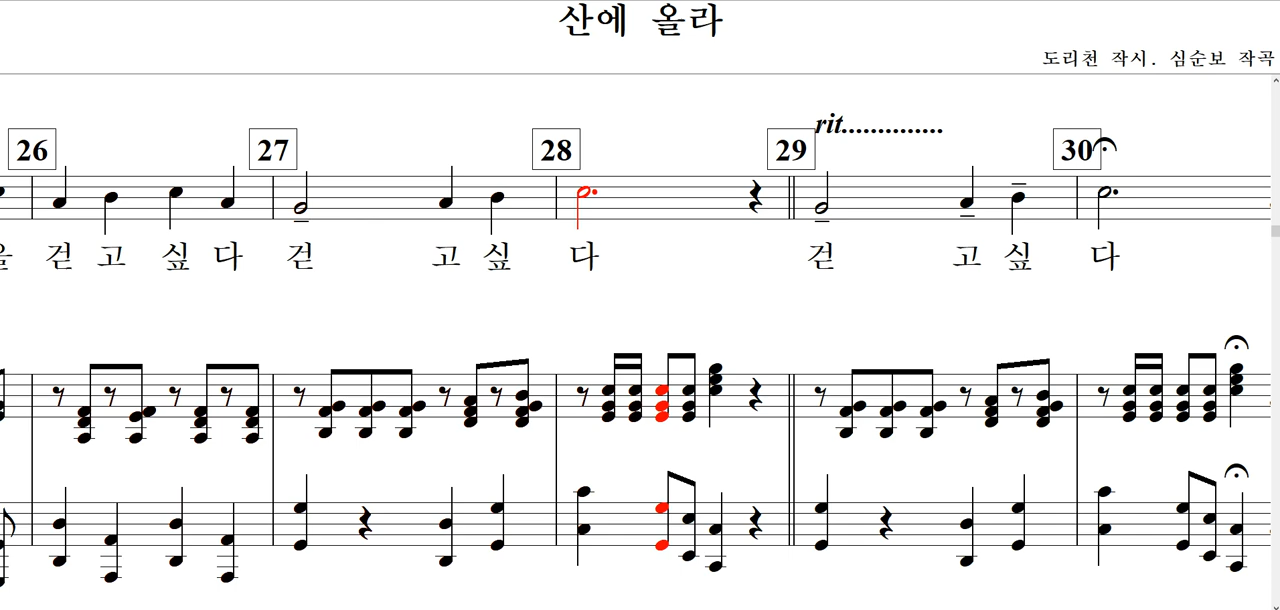 산에 올라
도리천 작시. 심순보 작곡
rit..............
26 27 28 29 30
을 걷 고 싶 다 걷 고 싶 다 걷 고 싶 다